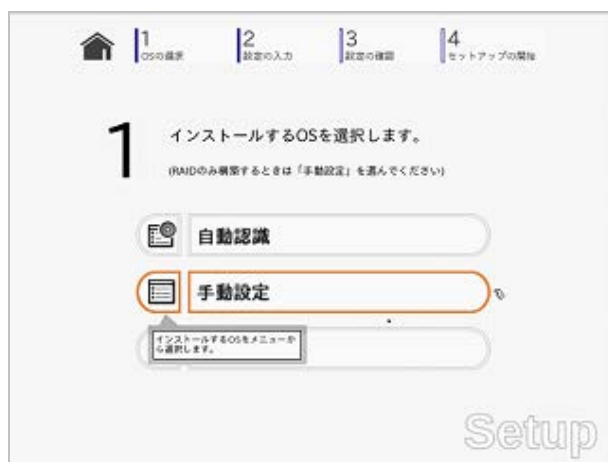 1
OSの選択
2
設定の入力
3
設定の確認
4
セットアップの開始
1
インストールするOSを選択します。
(RAIDのみ構築するときは「手動設定」を選んでください)
自動認識
手動設定
インストールするOSをメニューか
ら選択します。
Setup